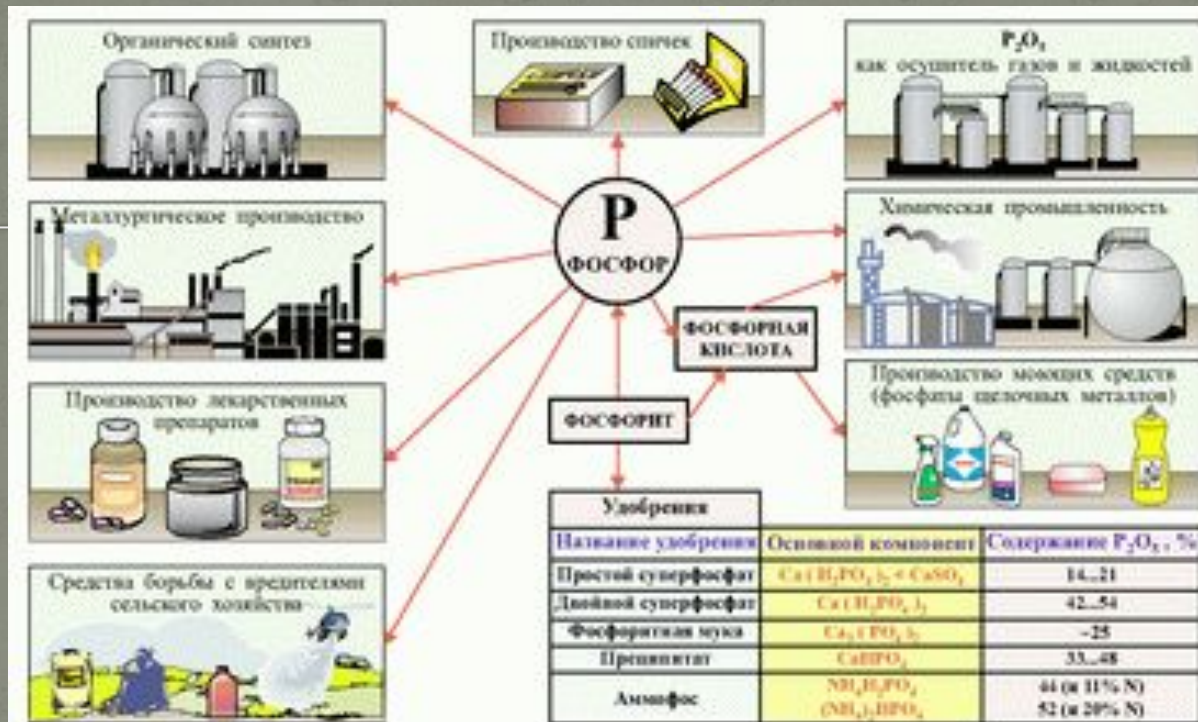 Органический синтез
Производство спичек
P₂O₅
как осушитель газов и жидкостей
Металлургическое производство
P
ФОСФОР
Химическая промышленность
ФОСФОРНАЯ
КИСЛОТА
Производство лекарственных
препаратов
ФОСФОРИТ
Производство моющих средств
(фосфаты щелочных металлов)
Средства борьбы с вредителями
сельского хозяйства
Удобрения
Название удобрения Основной компонент Содержание P₂O₅, %
Простой суперфосфат Ca(H₂PO₄)₂ + CaSO₄ 14...21
Двойной суперфосфат Ca(H₂PO₄)₂ 42...54
Фосфоритная мука Ca₃(PO₄)₂ ~25
Преципитат CaHPO₄ 33...48
Аммофос NH₄H₂PO₄ 44 (и 11% N)
(NH₄)₂HPO₄ 52 (и 20% N)